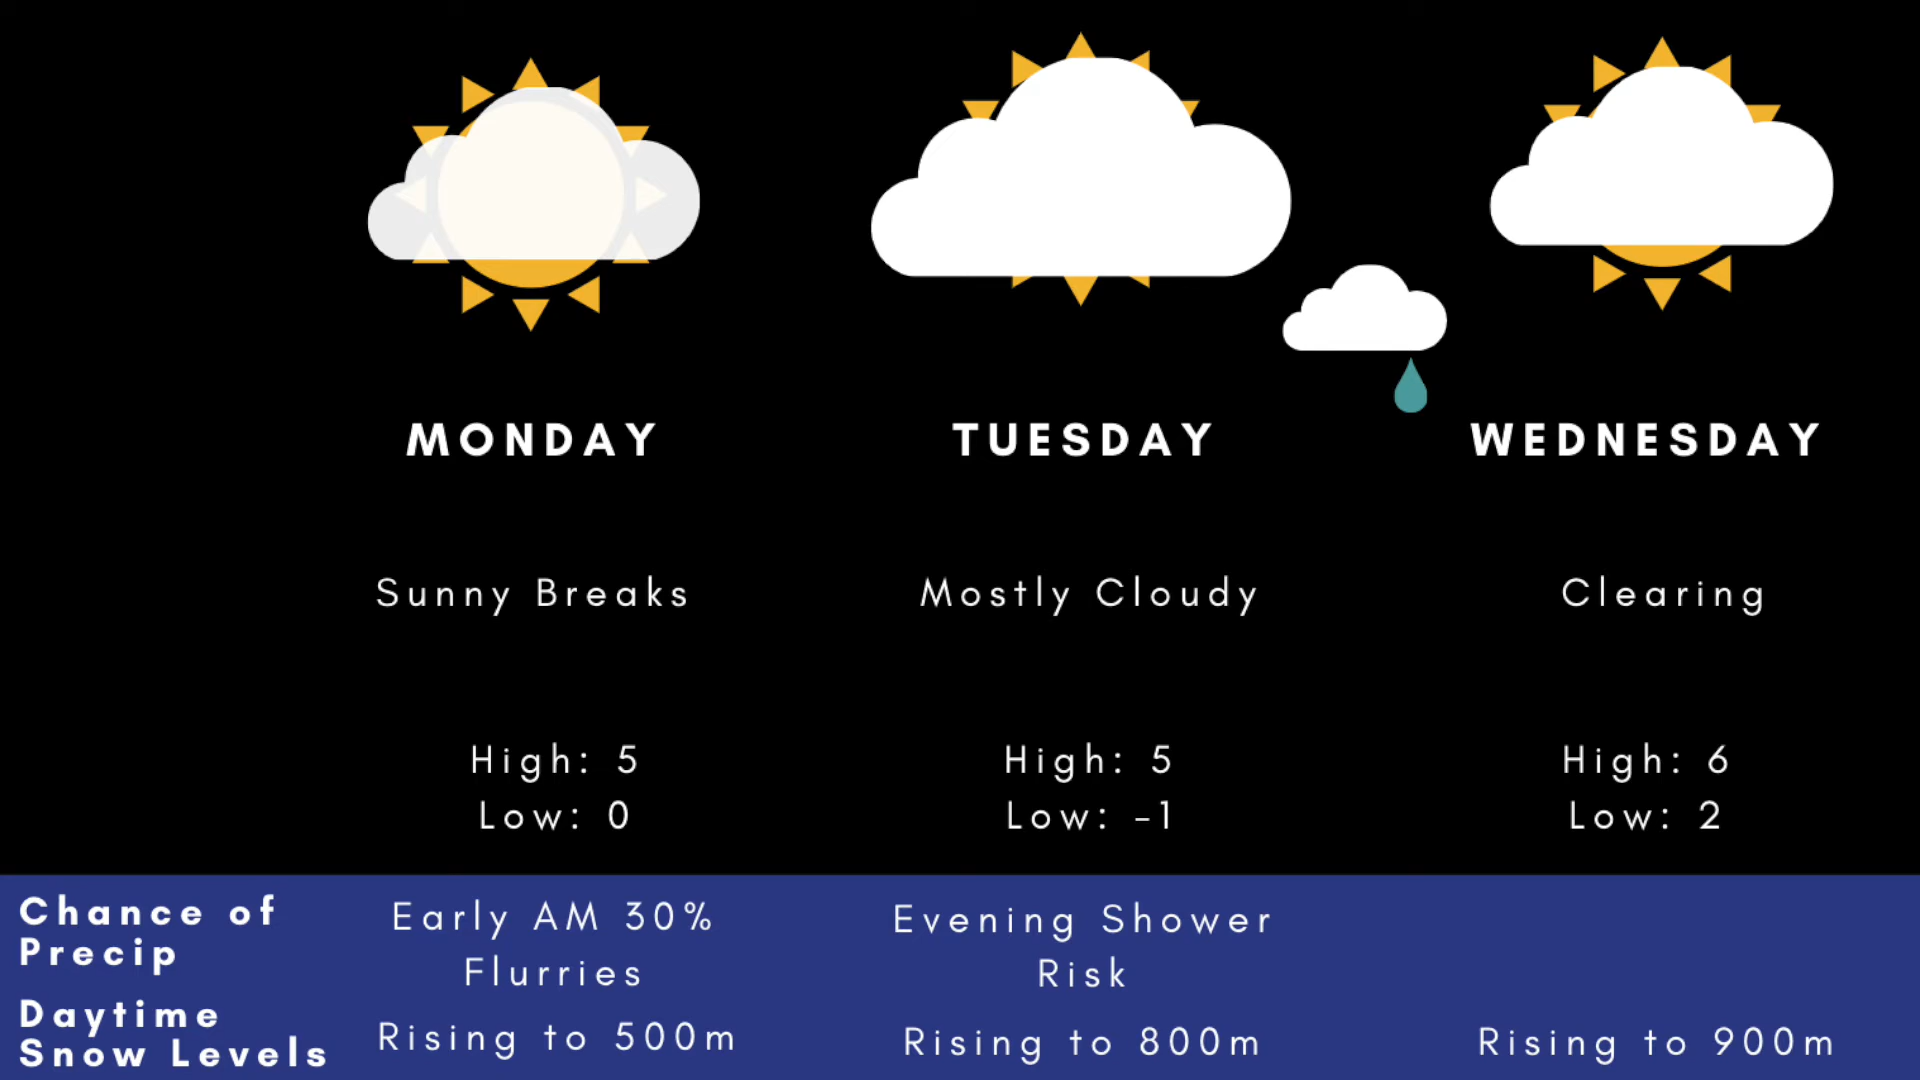 MONDAY
TUESDAY
WEDNESDAY
Sunny Breaks
Mostly Cloudy
Clearing
High: 5
Low: 0
High: 5
Low: -1
High: 6
Low: 2
Chance of
Precip
Early AM 30%
Flurries
Evening Shower
Risk
Daytime
Snow Levels
Rising to 500m
Rising to 800m
Rising to 900m